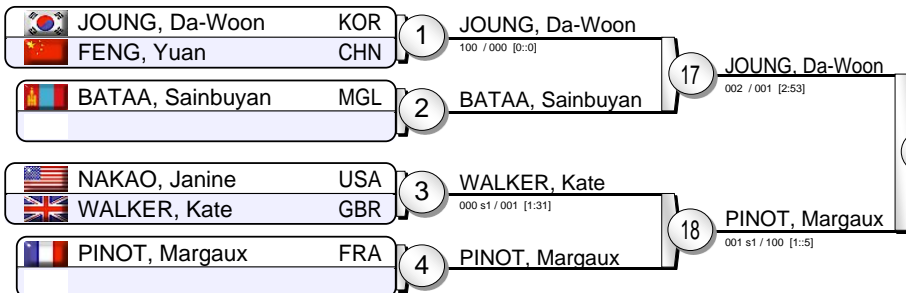 JOUNG, Da-Woon KOR
FENG, Yuan CHN
1
JOUNG, Da-Woon
100 / 000 [0::0]
BATAA, Sainbuyan MGL
2
BATAA, Sainbuyan
17
JOUNG, Da-Woon
002 / 001 [2:53]
NAKAO, Janine USA
WALKER, Kate GBR
3
WALKER, Kate
000 s1 / 001 [1:31]
PINOT, Margaux FRA
4
PINOT, Margaux
18
PINOT, Margaux
001 s1 / 100 [1::5]